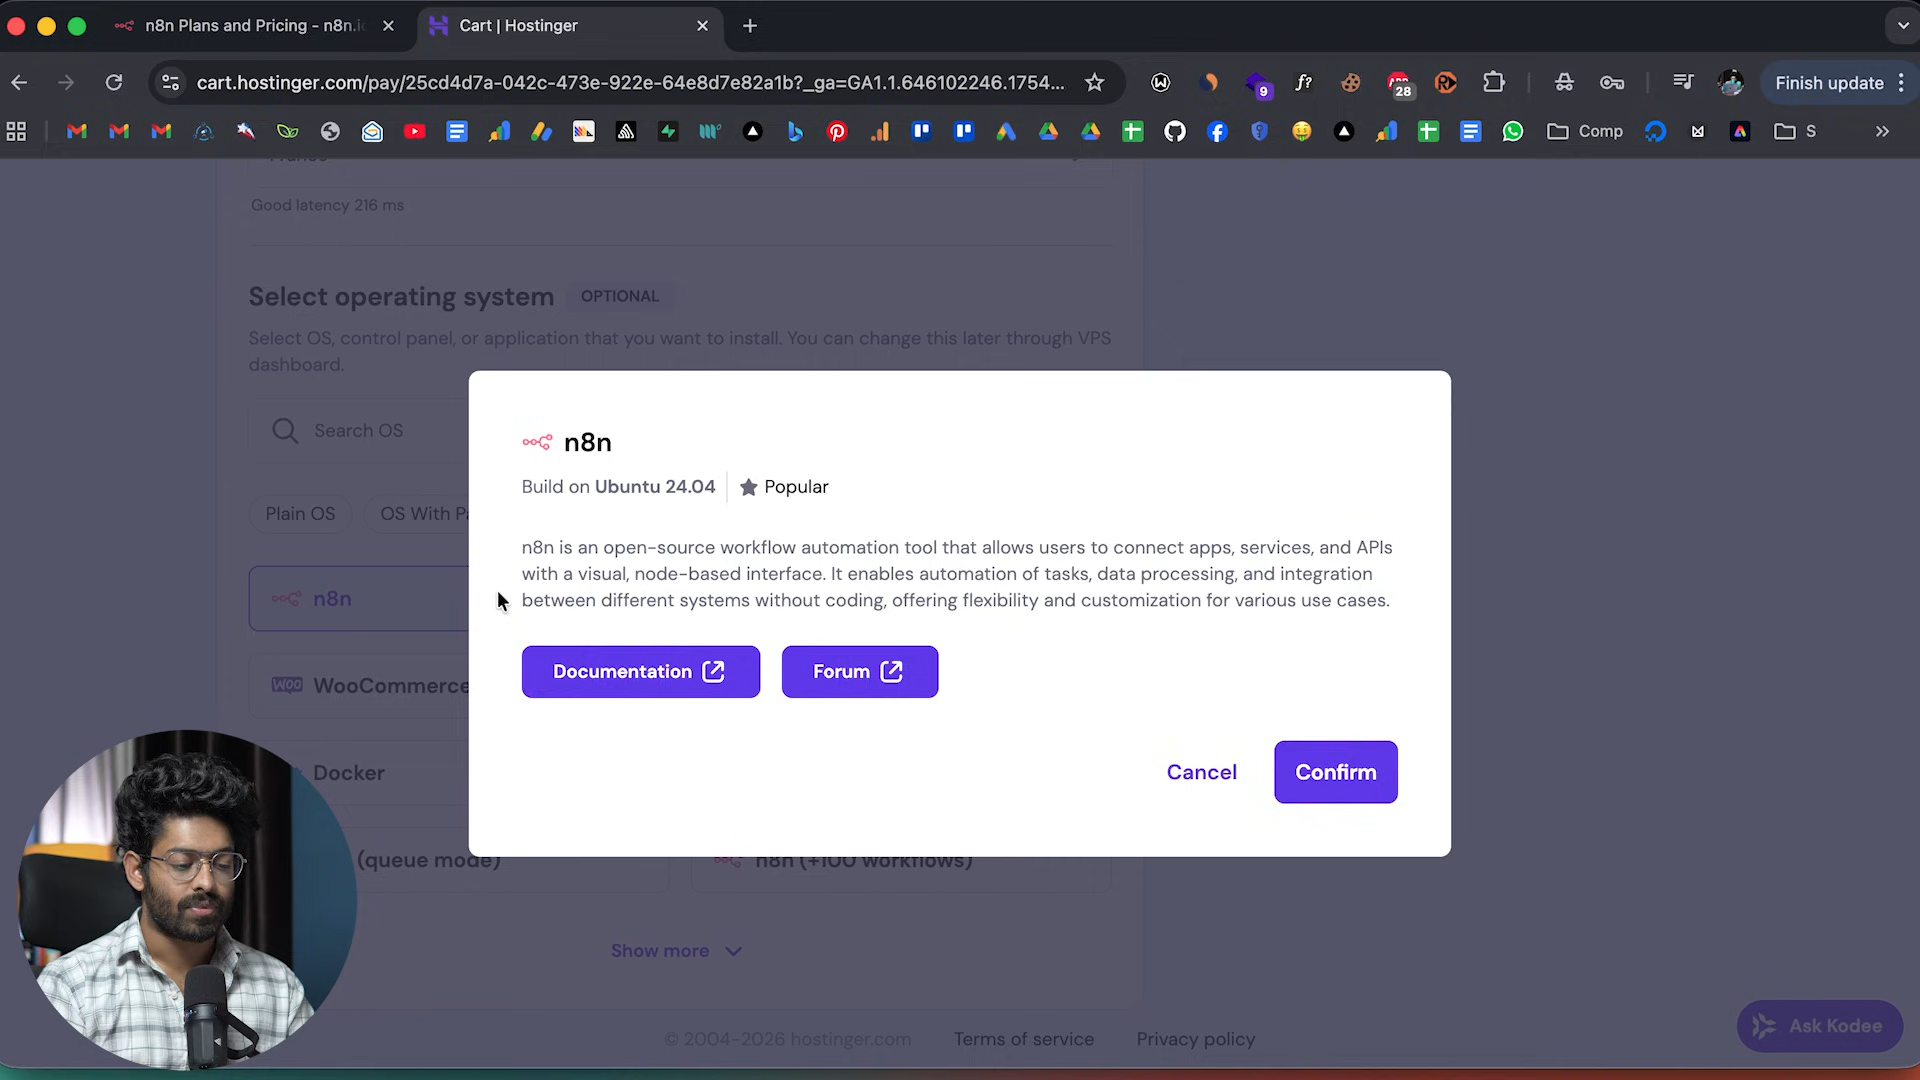 n8n Plans and Pricing - n8n.i
Cart | Hostinger
cart.hostinger.com/pay/25cd4d7a-042c-473e-922e-64e8d7e82a1b?_ga=GA1.1.646102246.1754...
9
f?
28
Finish update
Comp
S
Good latency 216 ms
Select operating system
OPTIONAL
Select OS, control panel, or application that you want to install. You can change this later through VPS
dashboard.
Search OS
Plain OS
OS With Pa
n8n
WOO WooCommerce
Docker
(queue mode)
n8n (+100 workflows)
Show more
n8n
Build on Ubuntu 24.04
Popular
n8n is an open-source workflow automation tool that allows users to connect apps, services, and APIs
with a visual, node-based interface. It enables automation of tasks, data processing, and integration
between different systems without coding, offering flexibility and customization for various use cases.
Documentation
Forum
Cancel
Confirm
© 2004-2026 hostinger.com
Terms of service
Privacy policy
Ask Kodee